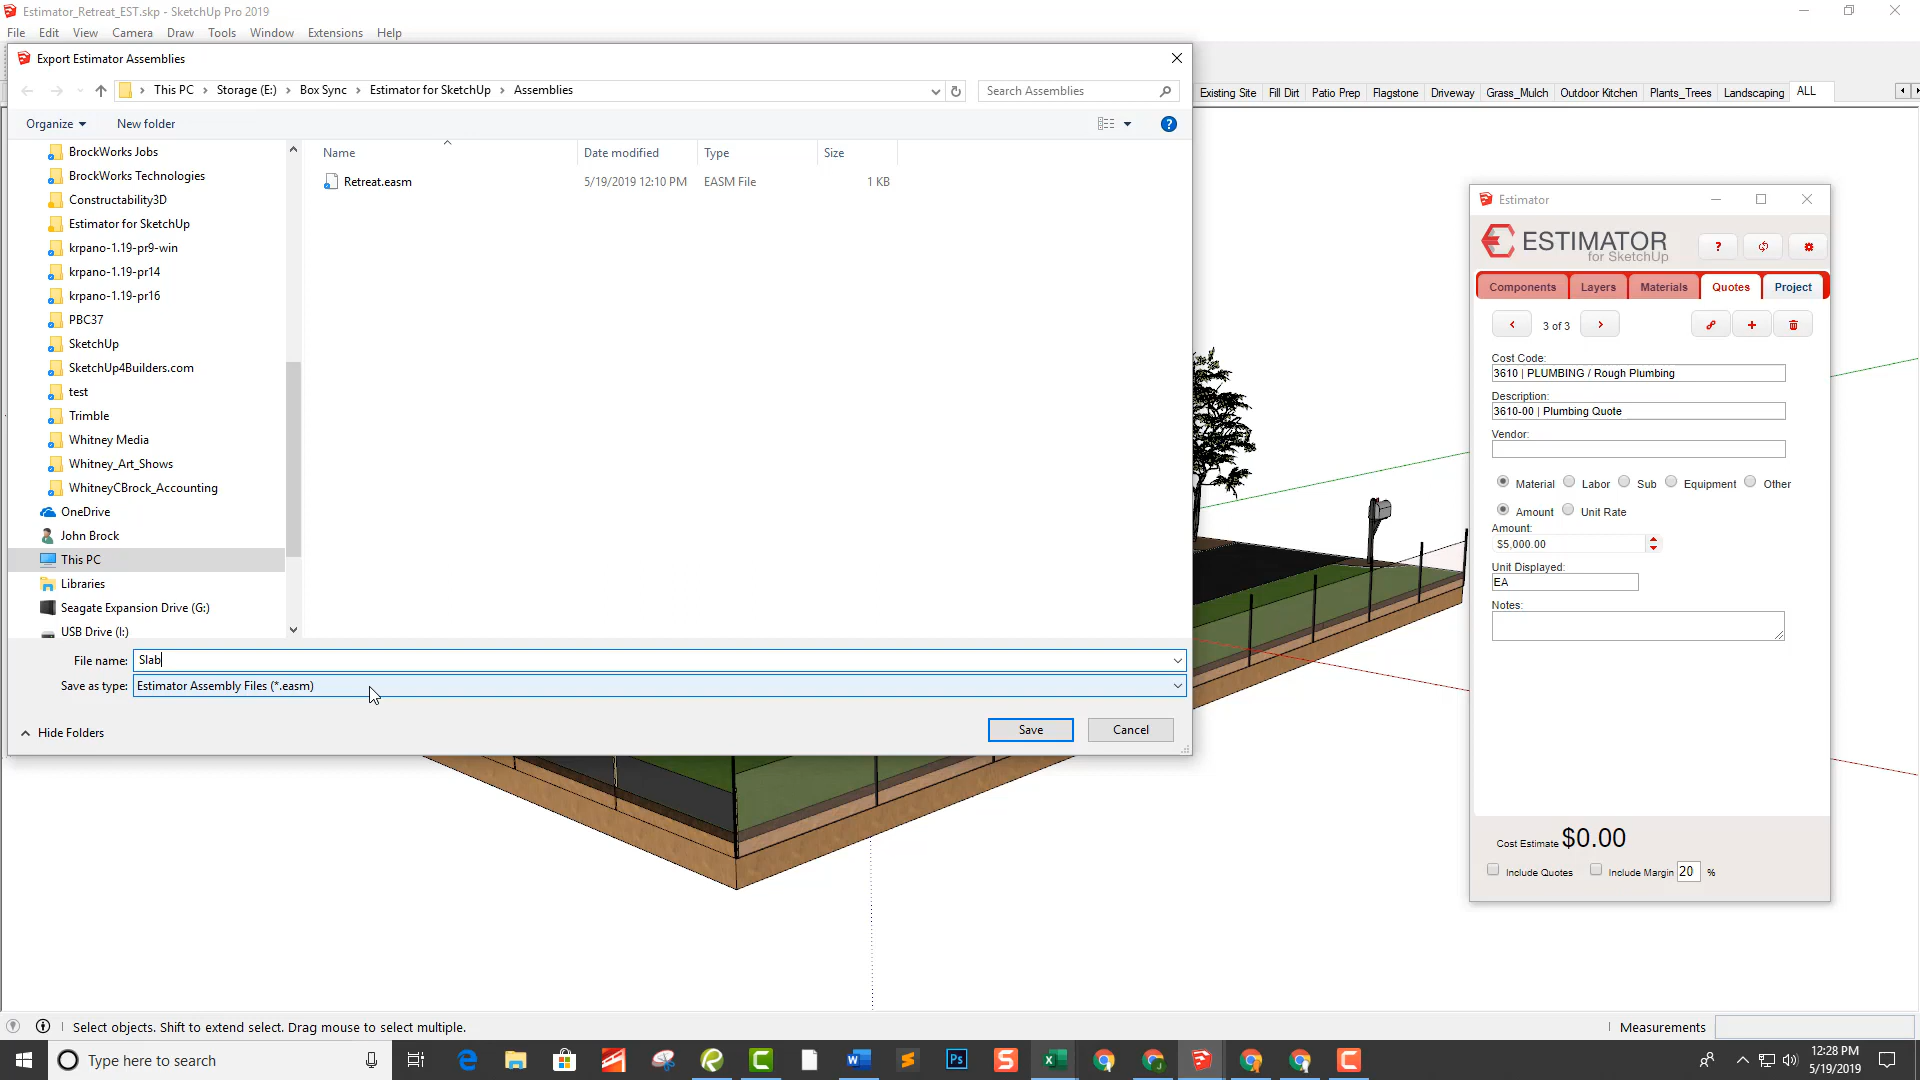 Estimator_Retreat_EST.skp - SketchUp Pro 2019
File Edit View Camera Draw Tools Window Extensions Help
Export Estimator Assemblies
This PC > Storage (E:) > Box Sync > Estimator for SketchUp > Assemblies
Search Assemblies
Existing Site Fill Dirt Patio Prep Flagstone Driveway Grass_Mulch Outdoor Kitchen Plants_Trees Landscaping ALL
Organize New folder
Name Date modified Type Size
Retreat.easm 5/19/2019 12:10 PM EASM File 1 KB
BrockWorks Jobs
BrockWorks Technologies
Constructability3D
Estimator for SketchUp
krpano-1.19-pr9-win
krpano-1.19-pr14
krpano-1.19-pr16
PBC37
SketchUp
SketchUp4Builders.com
test
Trimble
Whitney Media
Whitney_Art_Shows
WhitneyCBrock_Accounting
OneDrive
John Brock
This PC
Libraries
Seagate Expansion Drive (G:)
USB Drive (I:)
File name: Slab
Save as type: Estimator Assembly Files (*.easm)
Hide Folders
Save Cancel
Estimator
ESTIMATOR
for SketchUp
?
Components Layers Materials Quotes Project
3 of 3
Cost Code:
3610 | PLUMBING / Rough Plumbing
Description:
3610-00 | Plumbing Quote
Vendor:
Material Labor Sub Equipment Other
Amount Unit Rate
Amount:
$5,000.00
Unit Displayed:
EA
Notes:
Cost Estimate $0.00
Include Quotes Include Margin 20 %
Select objects. Shift to extend select. Drag mouse to select multiple.
Measurements
Type here to search
Ps
12:28 PM
5/19/2019